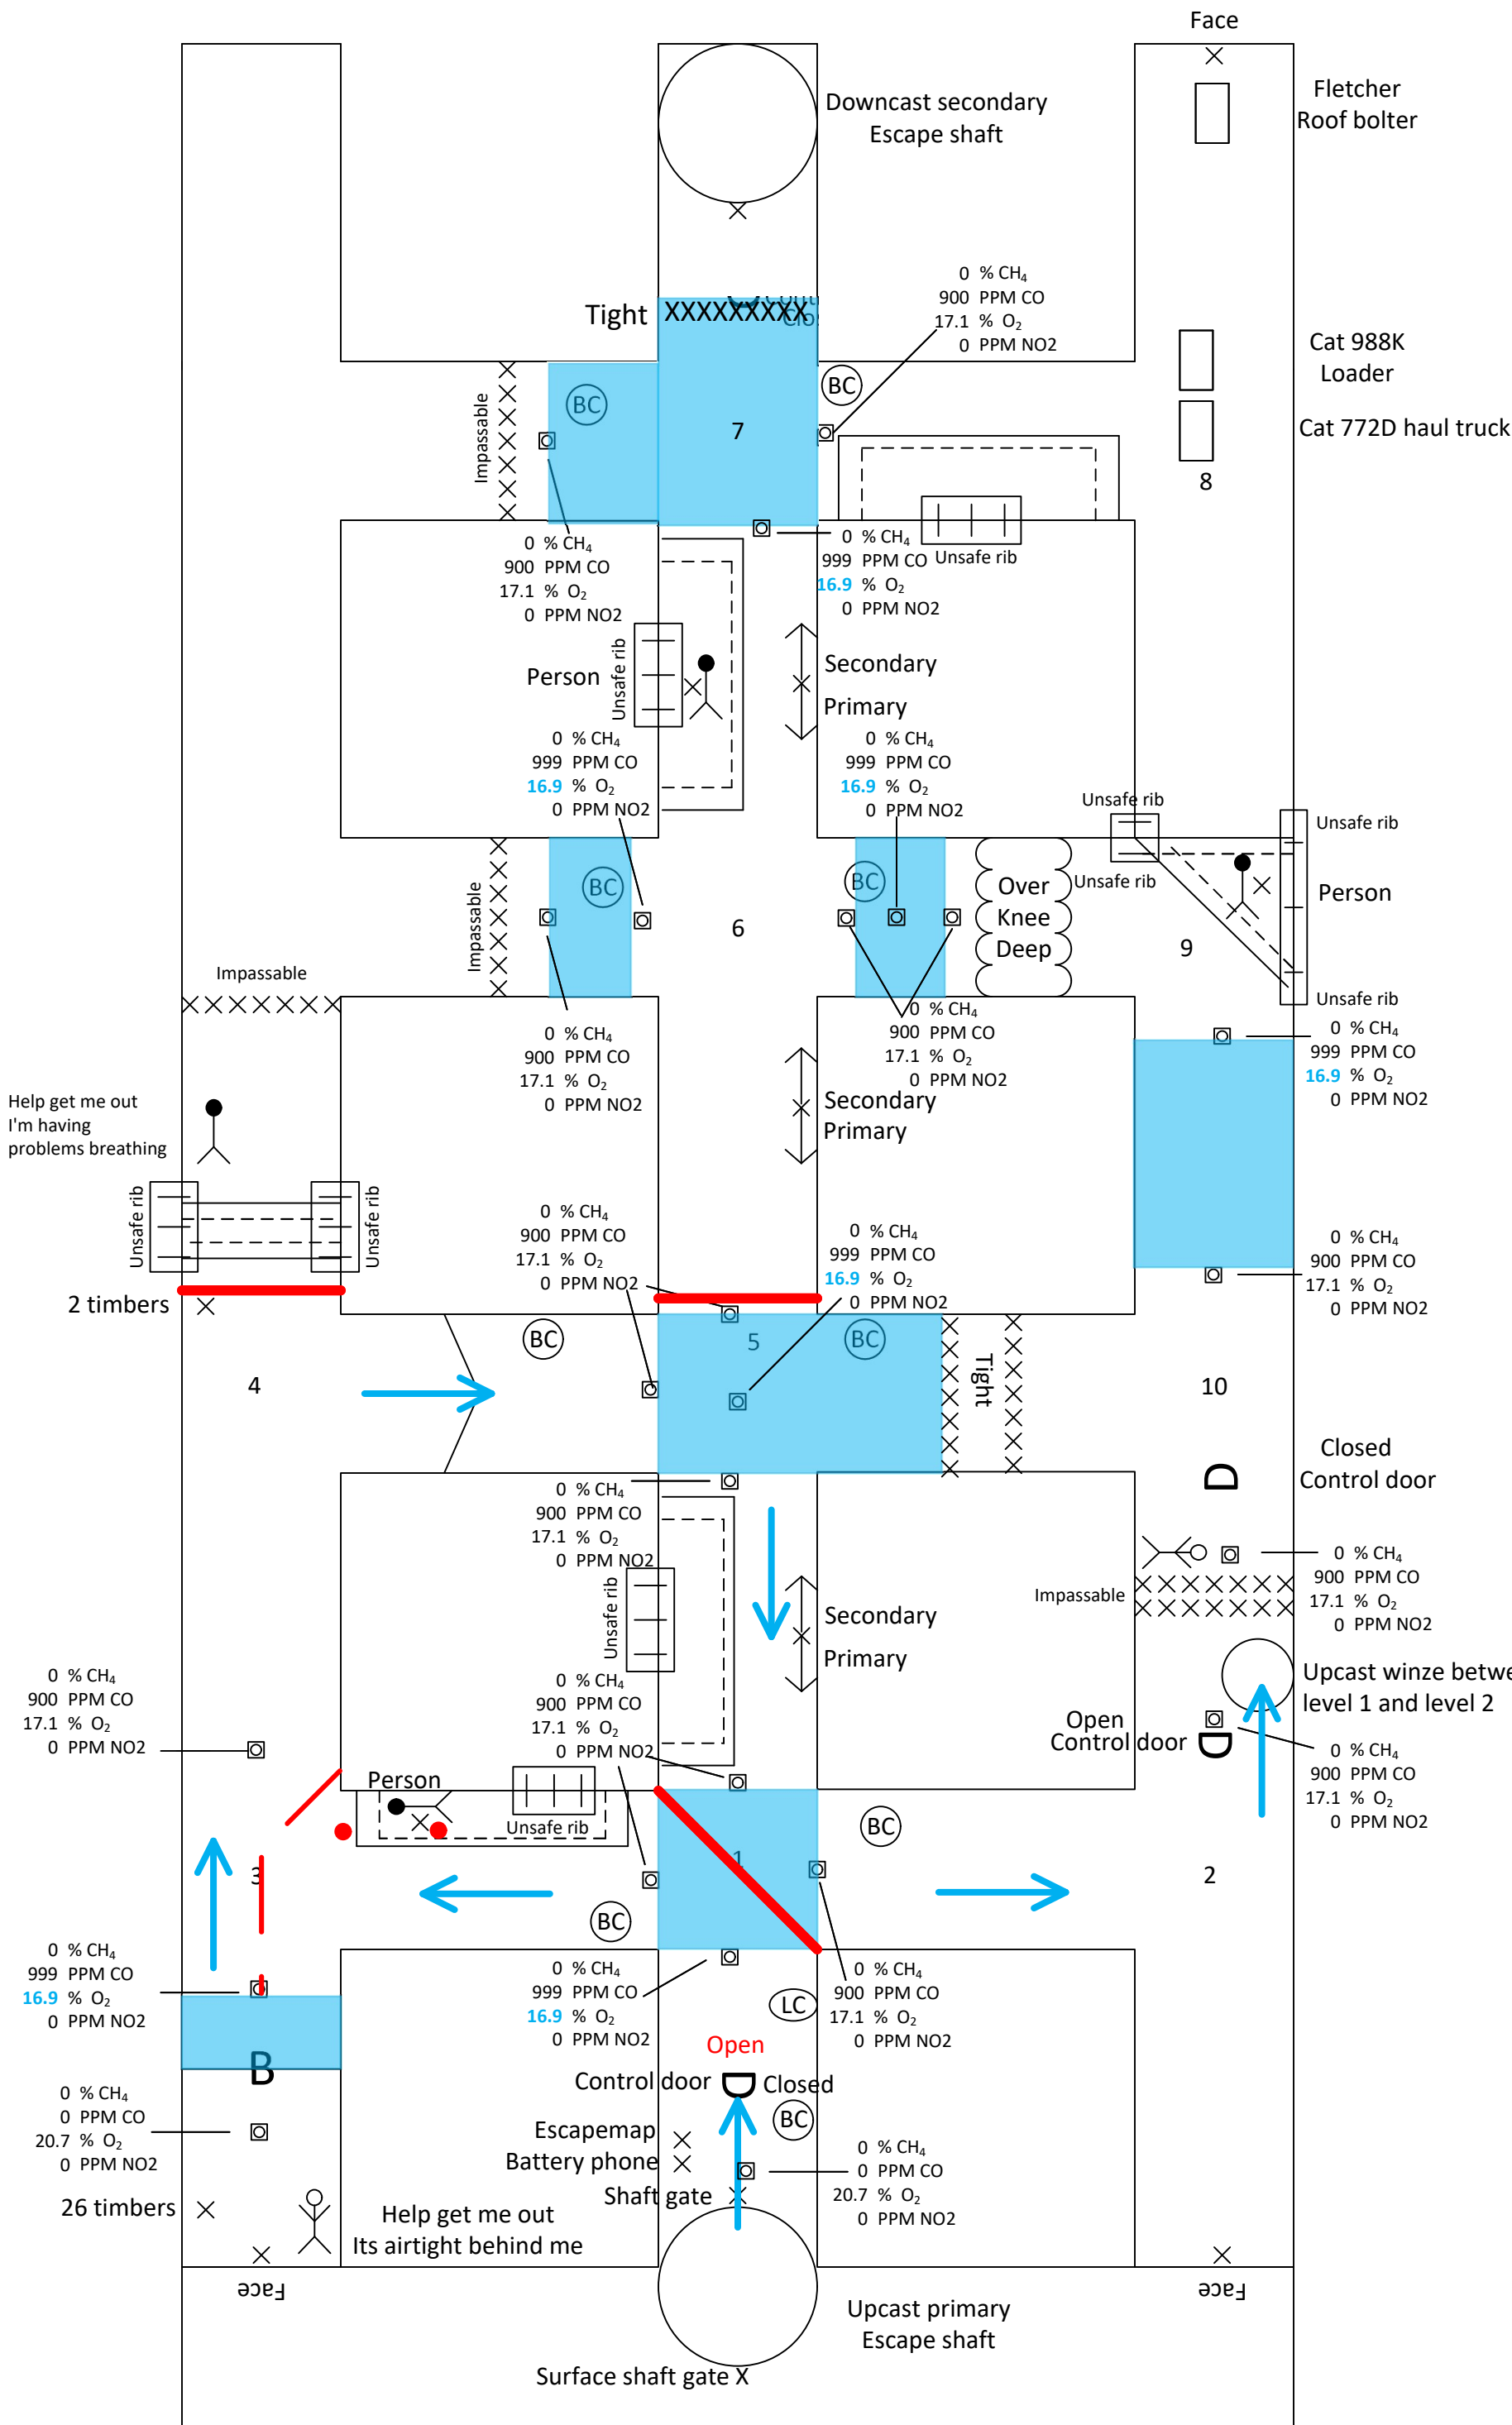 Face
Downcast secondary
Escape shaft
Fletcher
Roof bolter
0 % CH₄
900 PPM CO
17.1 % O₂
0 PPM NO2
Tight
XXXXXXXXX
Cat 988K
Loader
BC
BC
Impassable
7
Cat 772D haul truck
8
0 % CH₄
900 PPM CO
17.1 % O₂
0 PPM NO2
0 % CH₄
999 PPM CO
16.9 % O₂
0 PPM NO2
Unsafe rib
Person
Unsafe rib
Secondary
Primary
0 % CH₄
999 PPM CO
16.9 % O₂
0 PPM NO2
0 % CH₄
999 PPM CO
16.9 % O₂
0 PPM NO2
Unsafe rib
Unsafe rib
Unsafe rib
Person
BC
BC
Impassable
Over
Knee
Deep
6
9
Impassable
Unsafe rib
0 % CH₄
900 PPM CO
17.1 % O₂
0 PPM NO2
0 % CH₄
900 PPM CO
17.1 % O₂
0 PPM NO2
0 % CH₄
999 PPM CO
16.9 % O₂
0 PPM NO2
Help get me out
I'm having
problems breathing
Secondary
Primary
Unsafe rib
Unsafe rib
0 % CH₄
900 PPM CO
17.1 % O₂
0 PPM NO2
0 % CH₄
999 PPM CO
16.9 % O₂
0 PPM NO2
0 % CH₄
900 PPM CO
17.1 % O₂
0 PPM NO2
2 timbers
BC
5
BC
4
Tight
10
D
Closed
Control door
0 % CH₄
900 PPM CO
17.1 % O₂
0 PPM NO2
Unsafe rib
Secondary
Primary
Impassable
0 % CH₄
900 PPM CO
17.1 % O₂
0 PPM NO2
0 % CH₄
900 PPM CO
17.1 % O₂
0 PPM NO2
0 % CH₄
900 PPM CO
17.1 % O₂
0 PPM NO2
Upcast winze betwe
level 1 and level 2
Open
Control door
D
0 % CH₄
900 PPM CO
17.1 % O₂
0 PPM NO2
Person
Unsafe rib
BC
3
1
2
BC
0 % CH₄
999 PPM CO
16.9 % O₂
0 PPM NO2
0 % CH₄
999 PPM CO
16.9 % O₂
0 PPM NO2
LC
0 % CH₄
900 PPM CO
17.1 % O₂
0 PPM NO2
Open
B
Control door
D
Closed
BC
0 % CH₄
0 PPM CO
20.7 % O₂
0 PPM NO2
Escapemap
Battery phone
Shaft gate
0 % CH₄
0 PPM CO
20.7 % O₂
0 PPM NO2
26 timbers
Help get me out
Its airtight behind me
Face
Face
Upcast primary
Escape shaft
Surface shaft gate X